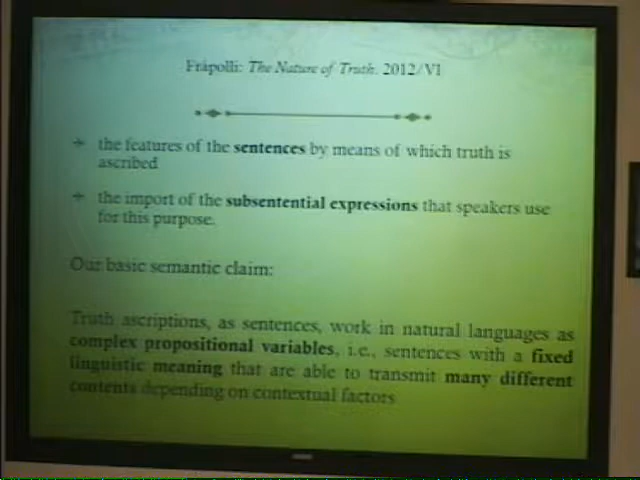 Frápolli: The Nature of Truth. 2012/VI
the features of the sentences by means of which truth is
ascribed
the import of the subsentential expressions that speakers use
for this purpose.
Our basic semantic claim:
Truth ascriptions, as sentences, work in natural languages as
complex propositional variables, i.e., sentences with a fixed
linguistic meaning that are able to transmit many different
contents depending on contextual factors